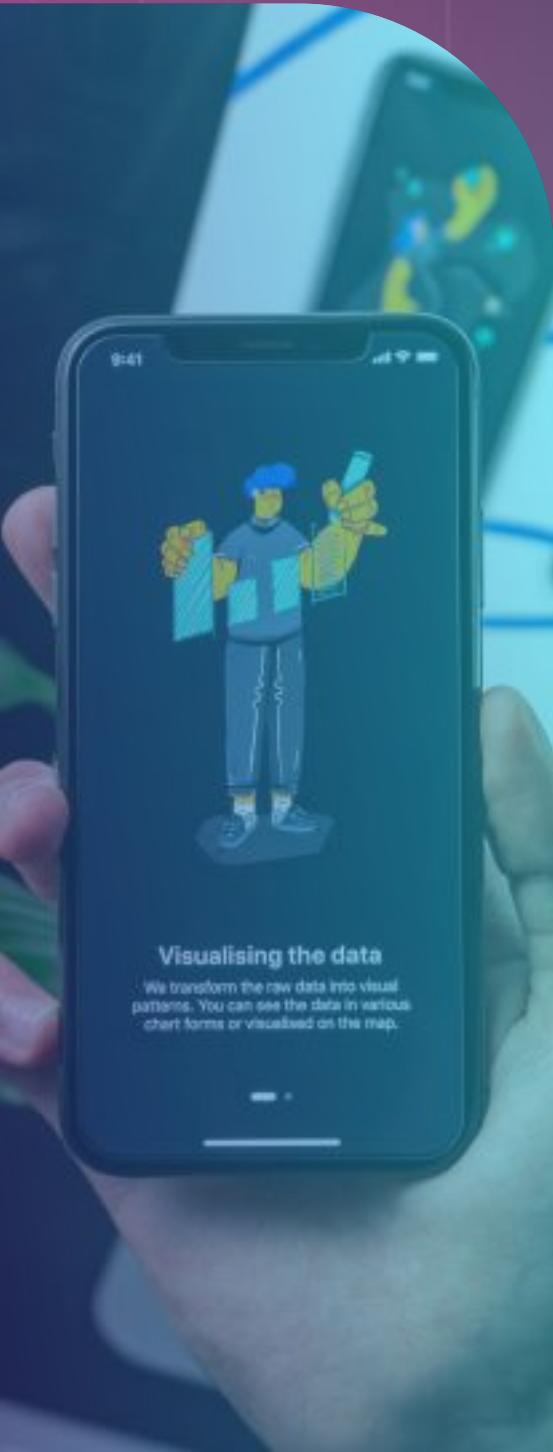 9:41
Visualising the data
We transform the raw data into visual
patterns. You can see the data in various
chart forms or visualised on the map.